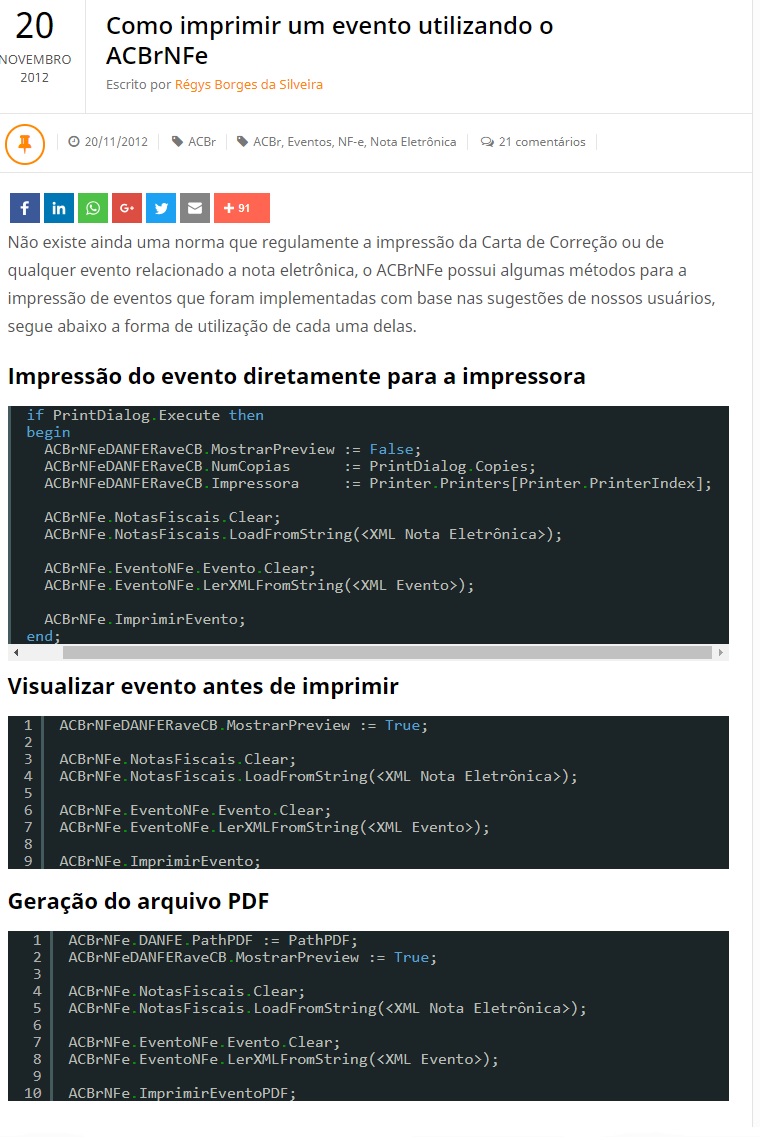 20
NOVEMBRO
2012
Como imprimir um evento utilizando o
ACBrNFe
Escrito por Régys Borges da Silveira
20/11/2012 ACBr ACBr, Eventos, NF-e, Nota Eletrônica 21 comentários
f in G+ + 91
Não existe ainda uma norma que regulamente a impressão da Carta de Correção ou de
qualquer evento relacionado a nota eletrônica, o ACBrNFe possui algumas métodos para a
impressão de eventos que foram implementadas com base nas sugestões de nossos usuários,
segue abaixo a forma de utilização de cada uma delas.
Impressão do evento diretamente para a impressora
if PrintDialog.Execute then
begin
ACBrNFeDANFERaveCB.MostrarPreview := False;
ACBrNFeDANFERaveCB.NumCopias := PrintDialog.Copies;
ACBrNFeDANFERaveCB.Impressora := Printer.Printers[Printer.PrinterIndex];
ACBrNFe.NotasFiscais.Clear;
ACBrNFe.NotasFiscais.LoadFromString(<XML Nota Eletrônica>);
ACBrNFe.EventoNFe.Evento.Clear;
ACBrNFe.EventoNFe.LerXMLFromString(<XML Evento>);
ACBrNFe.ImprimirEvento;
end;
Visualizar evento antes de imprimir
1 ACBrNFeDANFERaveCB.MostrarPreview := True;
2
3 ACBrNFe.NotasFiscais.Clear;
4 ACBrNFe.NotasFiscais.LoadFromString(<XML Nota Eletrônica>);
5
6 ACBrNFe.EventoNFe.Evento.Clear;
7 ACBrNFe.EventoNFe.LerXMLFromString(<XML Evento>);
8
9 ACBrNFe.ImprimirEvento;
Geração do arquivo PDF
1 ACBrNFe.DANFE.PathPDF := PathPDF;
2 ACBrNFeDANFERaveCB.MostrarPreview := True;
3
4 ACBrNFe.NotasFiscais.Clear;
5 ACBrNFe.NotasFiscais.LoadFromString(<XML Nota Eletrônica>);
6
7 ACBrNFe.EventoNFe.Evento.Clear;
8 ACBrNFe.EventoNFe.LerXMLFromString(<XML Evento>);
9
10 ACBrNFe.ImprimirEventoPDF;